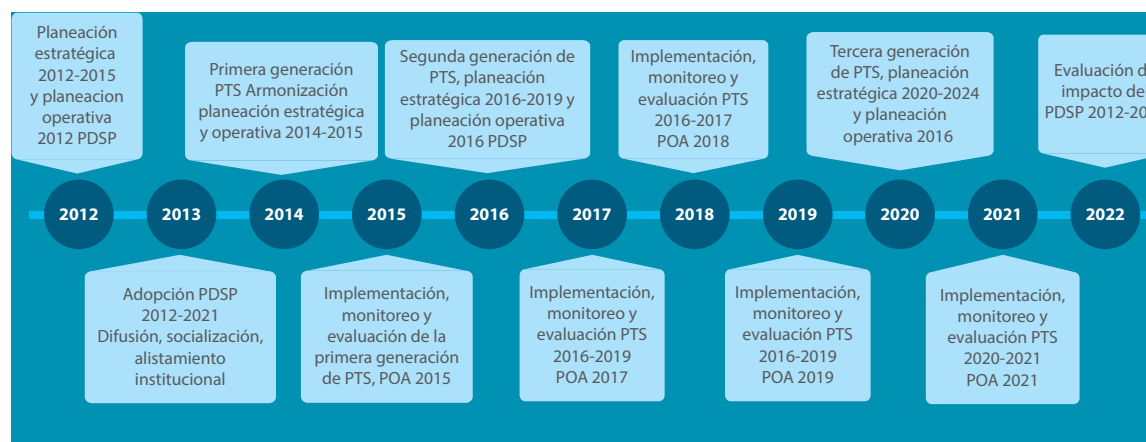 Planeación
estratégica
2012-2015
y planeacion
operativa
2012 PDSP
Primera generación
PTS Armonización
planeación estratégica
y operativa 2014-2015
Segunda generación de
PTS, planeación
estratégica 2016-2019 y
planeación operativa
2016 PDSP
Implementación,
monitoreo y
evaluación PTS
2016-2017
POA 2018
Tercera generación
de PTS, planeación
estratégica 2020-2024
y planeación
operativa 2016
Evaluación
impacto de
PDSP
2012
2013
2014
2015
2016
2017
2018
2019
2020
2021
2022
Adopción PDSP
2012-2021
Difusión, socialización,
alistamiento
institucional
Implementación,
monitoreo y
evaluación de la
primera generación
de PTS, POA 2015
Implementación,
monitoreo y
evaluación PTS
2016-2019
POA 2017
Implementación,
monitoreo y
evaluación PTS
2016-2019
POA 2019
Implementación,
monitoreo y
evaluación PTS
2020-2021
POA 2021